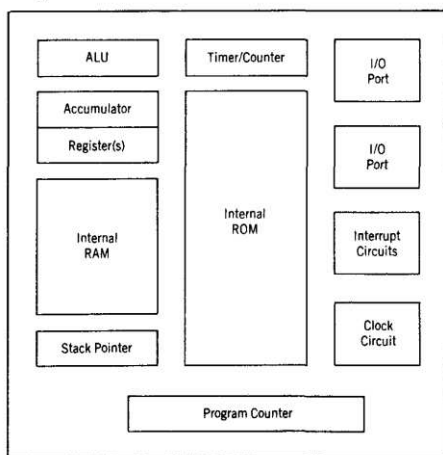 ALU
Accumulator
Register(s)
Internal
RAM
Stack Pointer
Timer/Counter
Internal
ROM
I/O
Port
I/O
Port
Interrupt
Circuits
Clock
Circuit
Program Counter